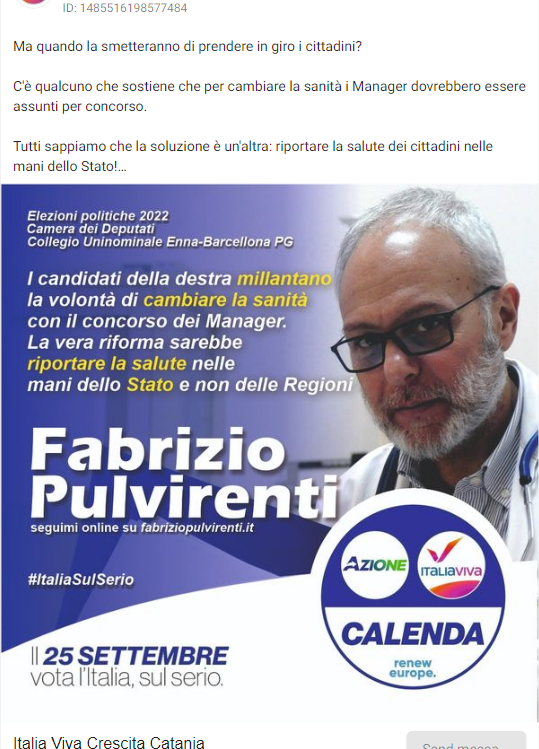 ID: 1485516198577484
Ma quando la smetteranno di prendere in giro i cittadini?
C'è qualcuno che sostiene che per cambiare la sanità i Manager dovrebbero essere
assunti per concorso.
Tutti sappiamo che la soluzione è un'altra: riportare la salute dei cittadini nelle
mani dello Stato!...
Elezioni politiche 2022
Camera dei Deputati
Collegio Uninominale Enna-Barcellona PG
I candidati della destra millantano
la volontà di cambiare la sanità
con il concorso dei Manager.
La vera riforma sarebbe
riportare la salute nelle
mani dello Stato e non delle Regioni
Fabrizio
Pulvirenti
seguimi online su fabriziopulvirenti.it
#ItaliaSulSerio
AZIONE
ITALIAVIVA
CALENDA
renew
europe.
Il 25 SETTEMBRE
vota l'Italia, sul serio.
Italia Viva Crescita Catania